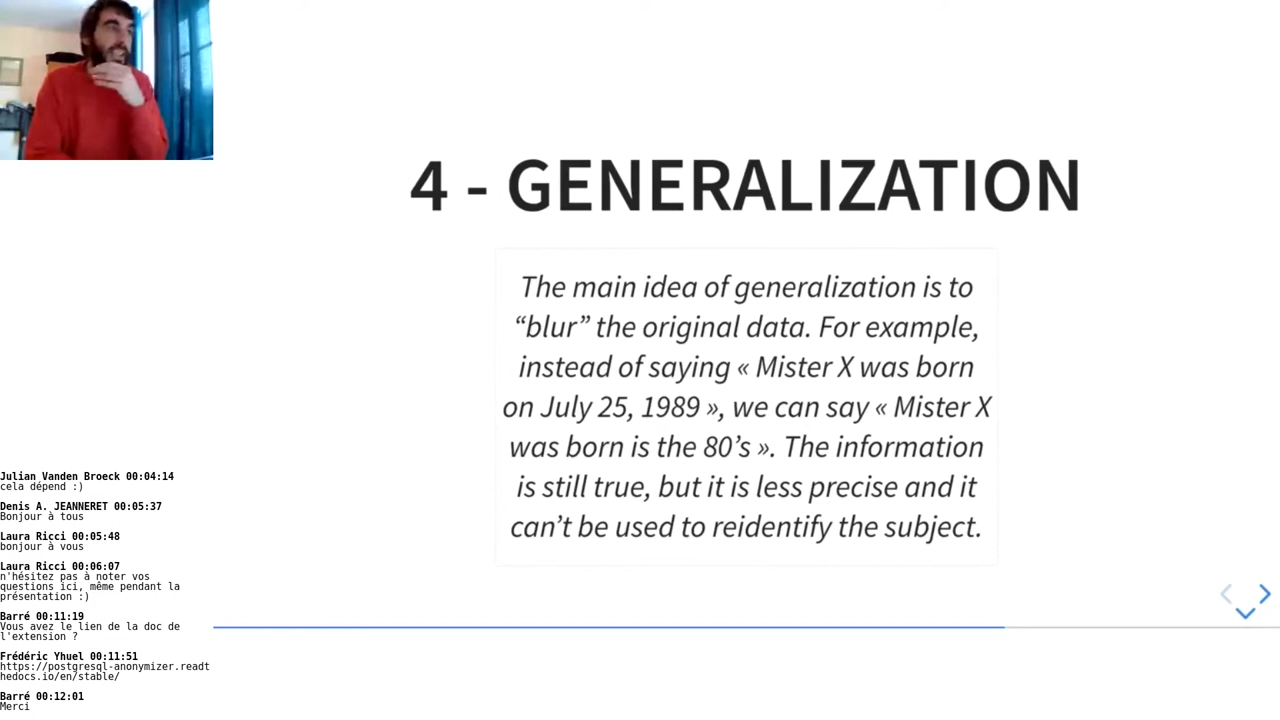 4 - GENERALIZATION
The main idea of generalization is to
“blur” the original data. For example,
instead of saying « Mister X was born
on July 25, 1989 », we can say « Mister X
was born is the 80’s ». The information
is still true, but it is less precise and it
can’t be used to reidentify the subject.
Julian Vanden Broeck 00:04:14
cela dépend :)
Denis A. JEANNERET 00:05:37
Bonjour à tous
Laura Ricci 00:05:48
bonjour à vous
Laura Ricci 00:06:07
n'hésitez pas à noter vos
questions ici, même pendant la
présentation :)
Barré 00:11:19
Vous avez le lien de la doc de
l'extension ?
Frédéric Yhuel 00:11:51
https://postgresql-anonymizer.readt
hedocs.io/en/stable/
Barré 00:12:01
Merci